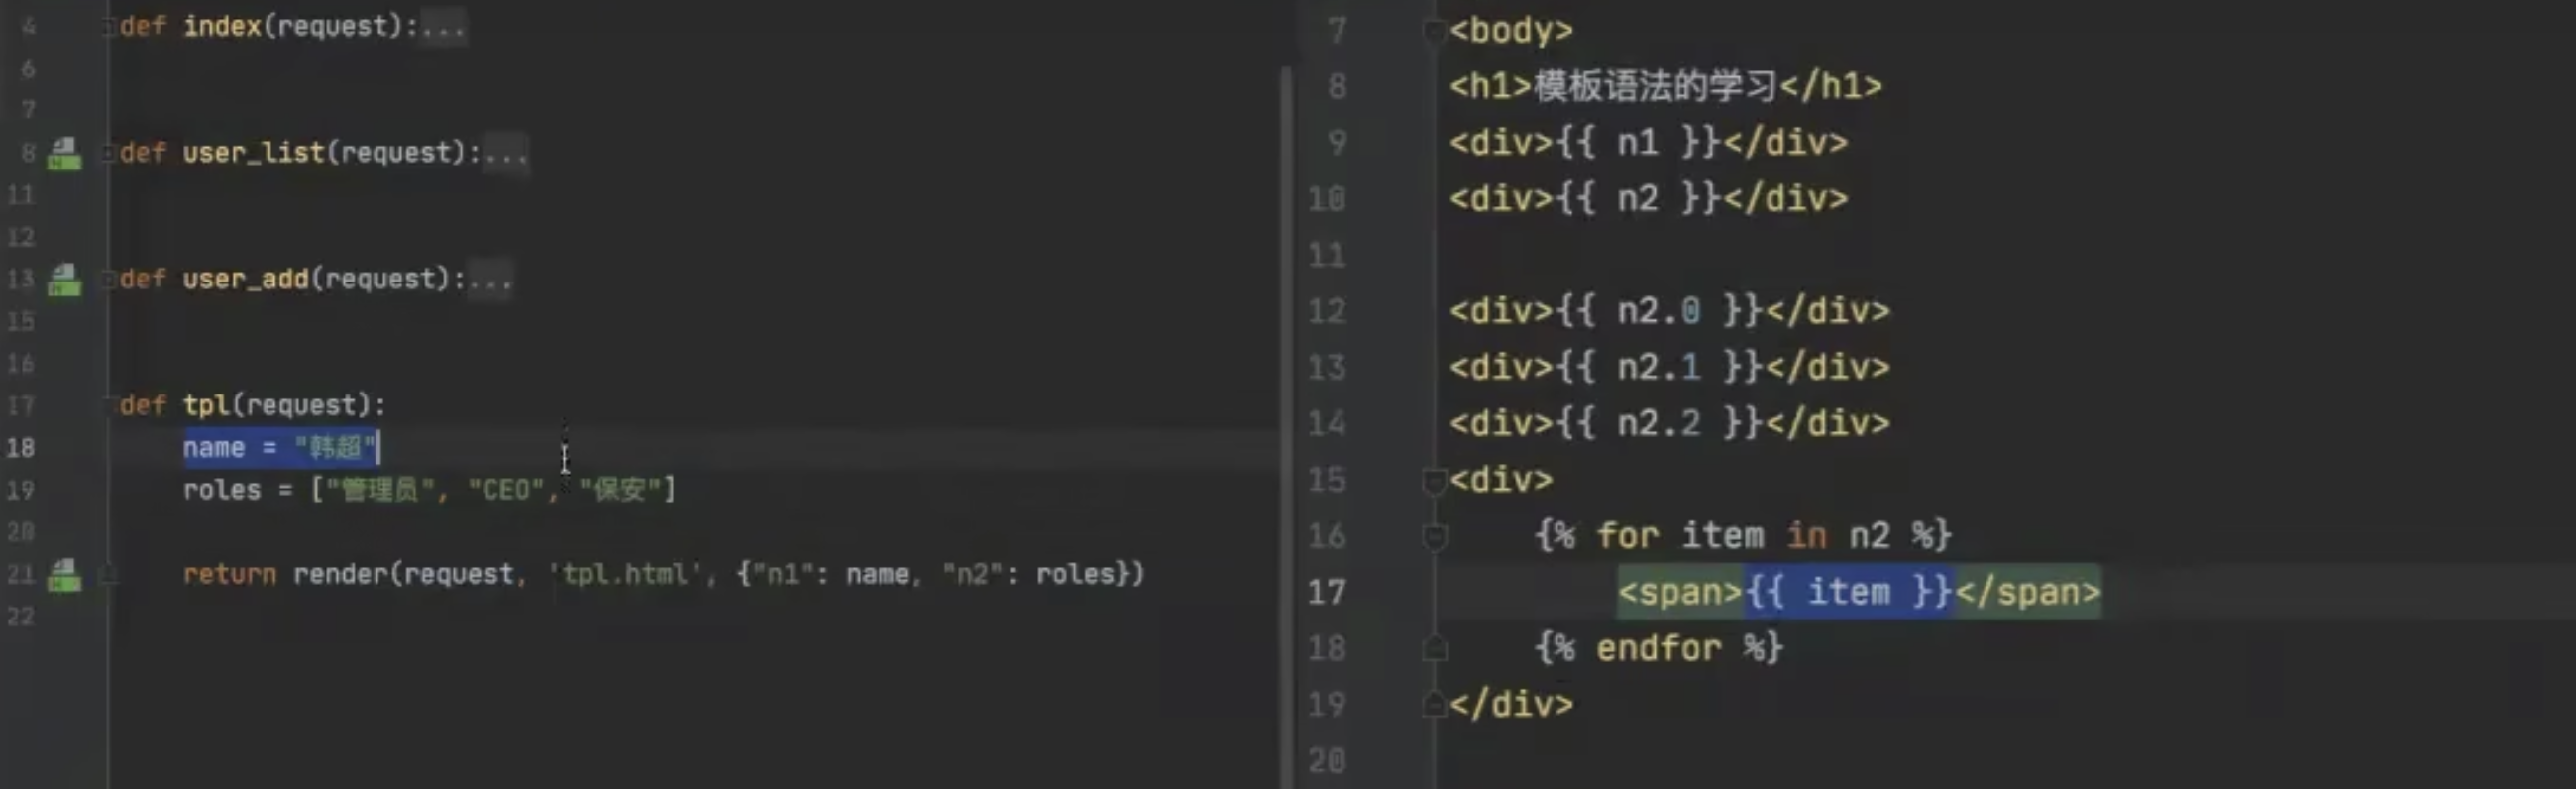 4 def index(request):...
6
7
8 def user_list(request):...
11
12
13 def user_add(request):...
15
16
17 def tpl(request):
18 name = "韩超"
19 roles = ["管理员", "CEO", "保安"]
20
21 return render(request, 'tpl.html', {"n1": name, "n2": roles})
22
7 <body>
8 <h1>模板语法的学习</h1>
9 <div>{{ n1 }}</div>
10 <div>{{ n2 }}</div>
11
12 <div>{{ n2.0 }}</div>
13 <div>{{ n2.1 }}</div>
14 <div>{{ n2.2 }}</div>
15 <div>
16 {% for item in n2 %}
17 <span>{{ item }}</span>
18 {% endfor %}
19 </div>
20